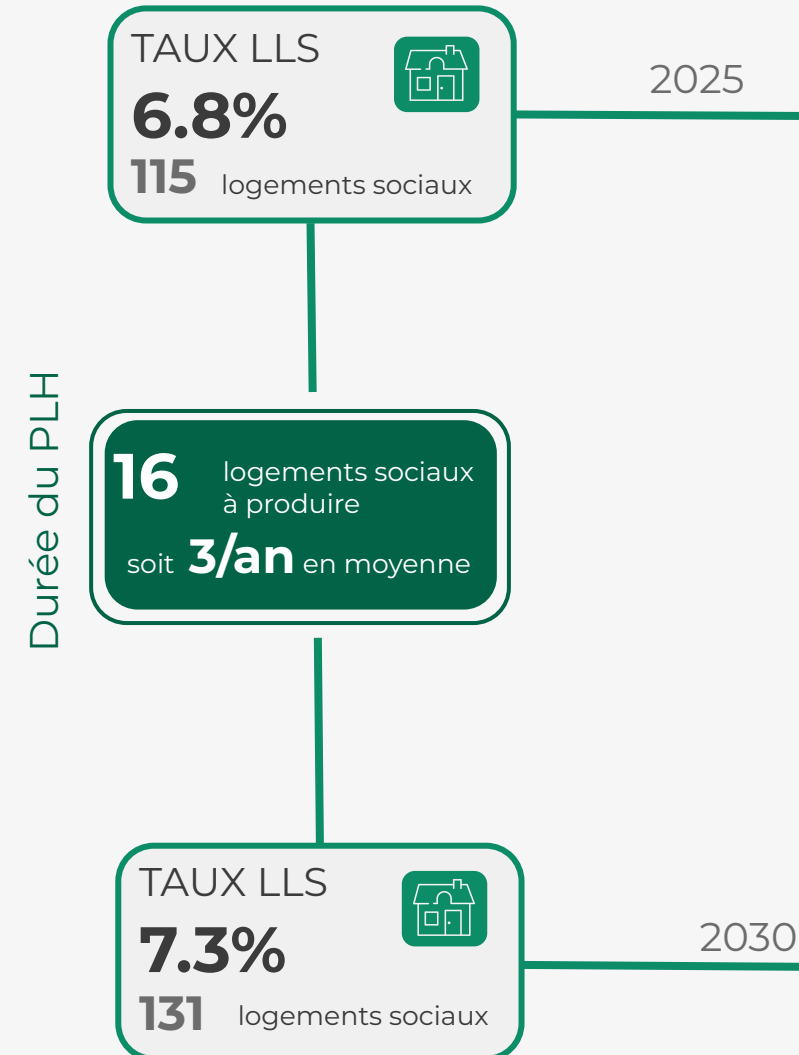 TAUX LLS
6.8%
115 logements sociaux
2025
Durée du PLH
16 logements sociaux
à produire
soit 3/an en moyenne
TAUX LLS
7.3%
131 logements sociaux
2030